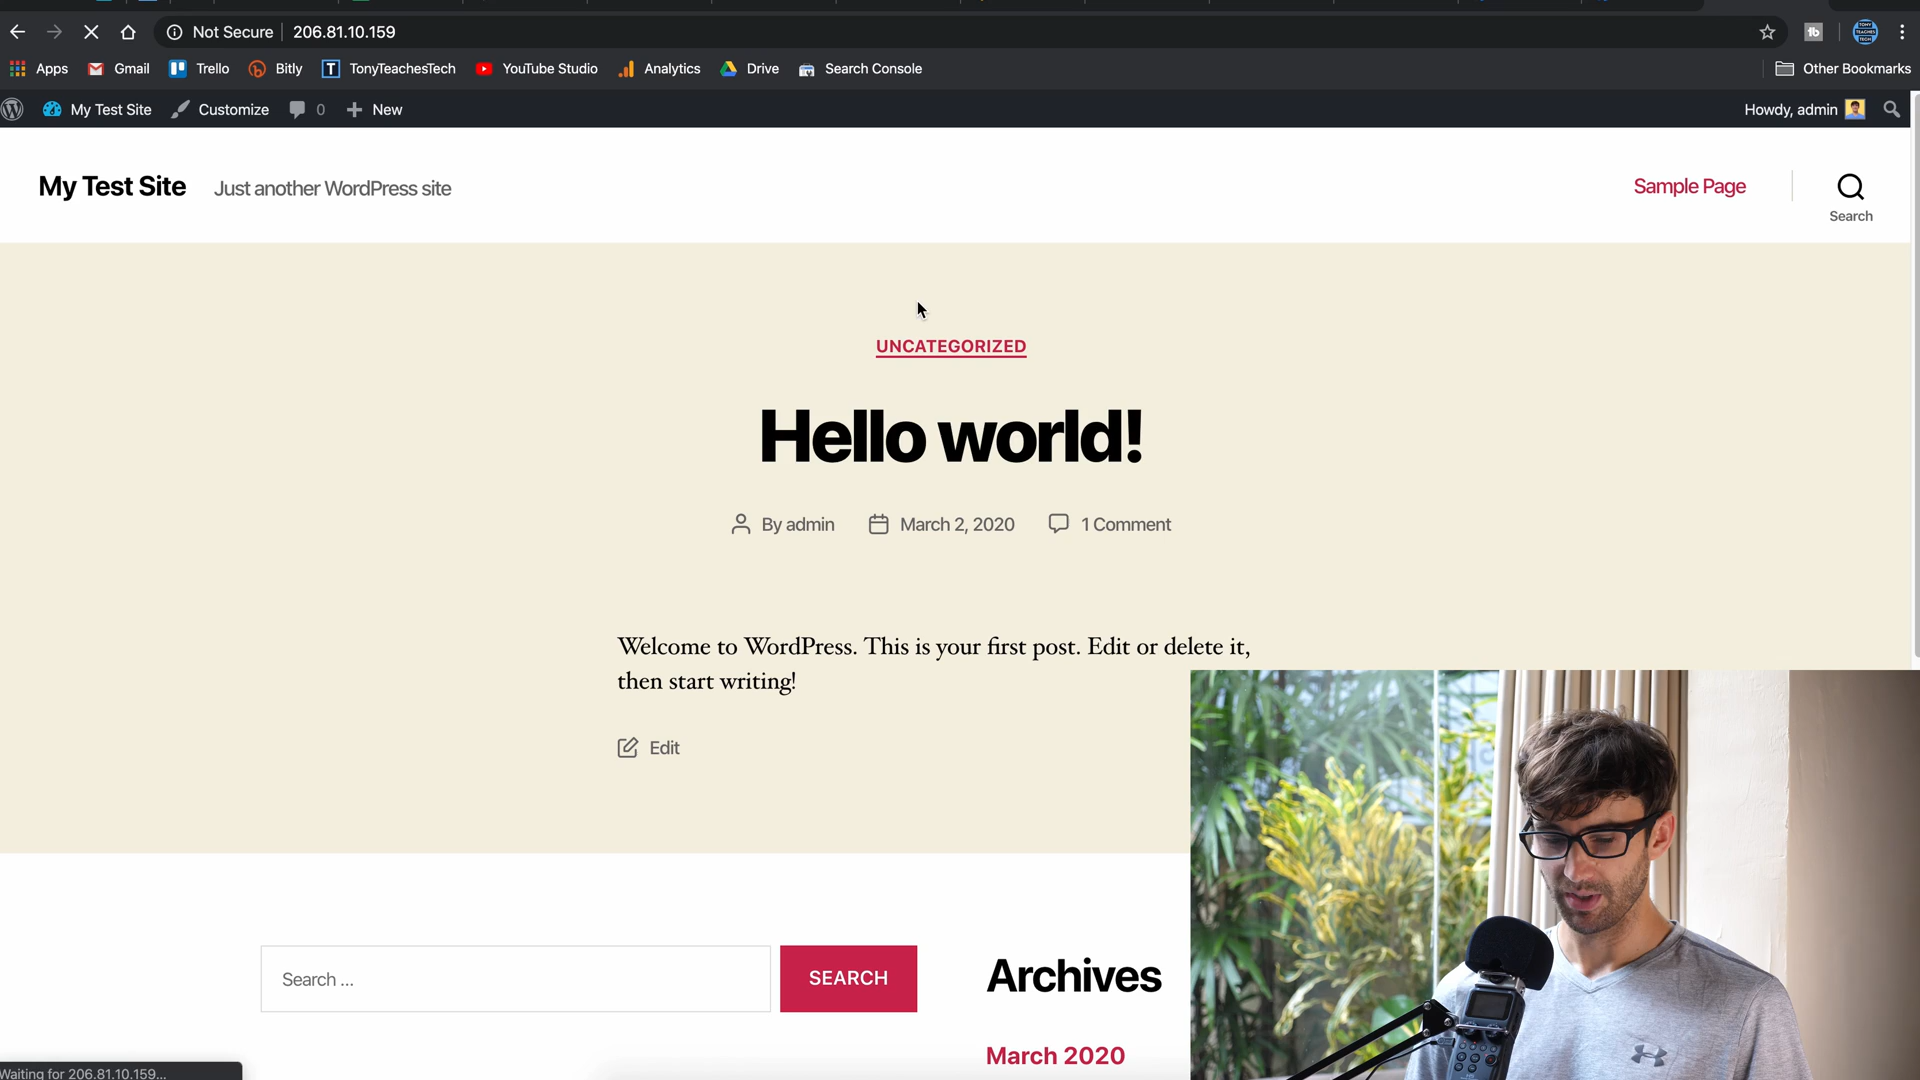 Not Secure 206.81.10.159
Apps Gmail Trello Bitly T TonyTeachesTech YouTube Studio Analytics Drive Search Console Other Bookmarks
My Test Site Customize 0 New Howdy, admin
My Test Site Just another WordPress site Sample Page
Search
UNCATEGORIZED
Hello world!
By admin March 2, 2020 1 Comment
Welcome to WordPress. This is your first post. Edit or delete it,
then start writing!
Edit
Search ... SEARCH Archives
March 2020
Waiting for 206.81.10.159...